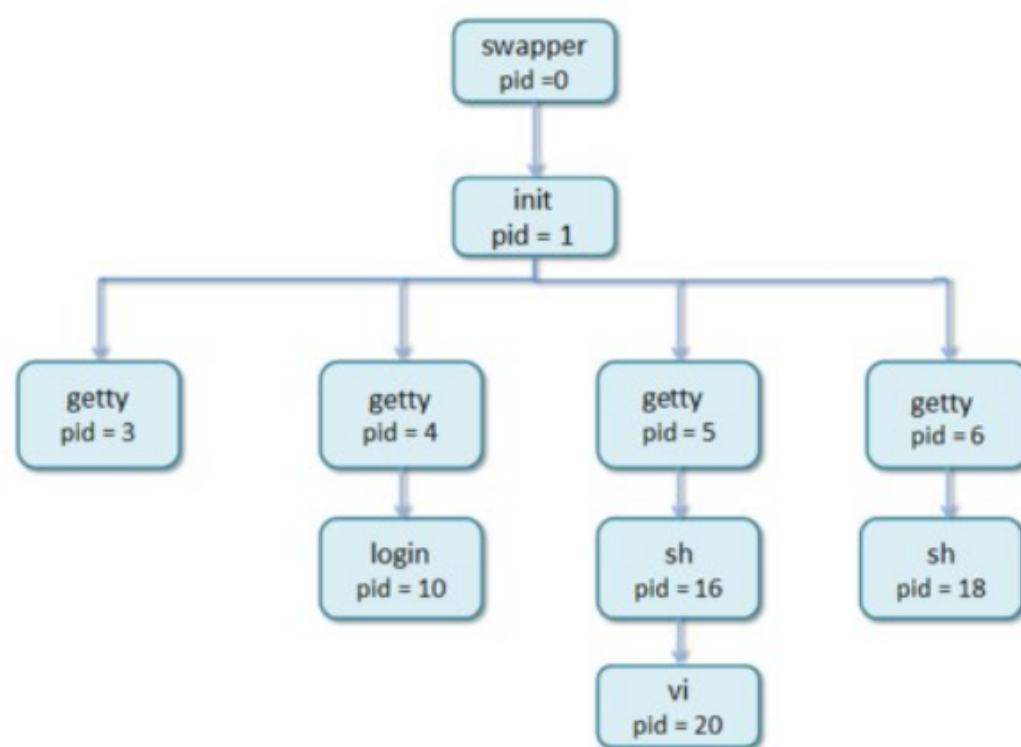 swapper
pid =0
init
pid = 1
getty
pid = 3
getty
pid = 4
getty
pid = 5
getty
pid = 6
login
pid = 10
sh
pid = 16
sh
pid = 18
vi
pid = 20